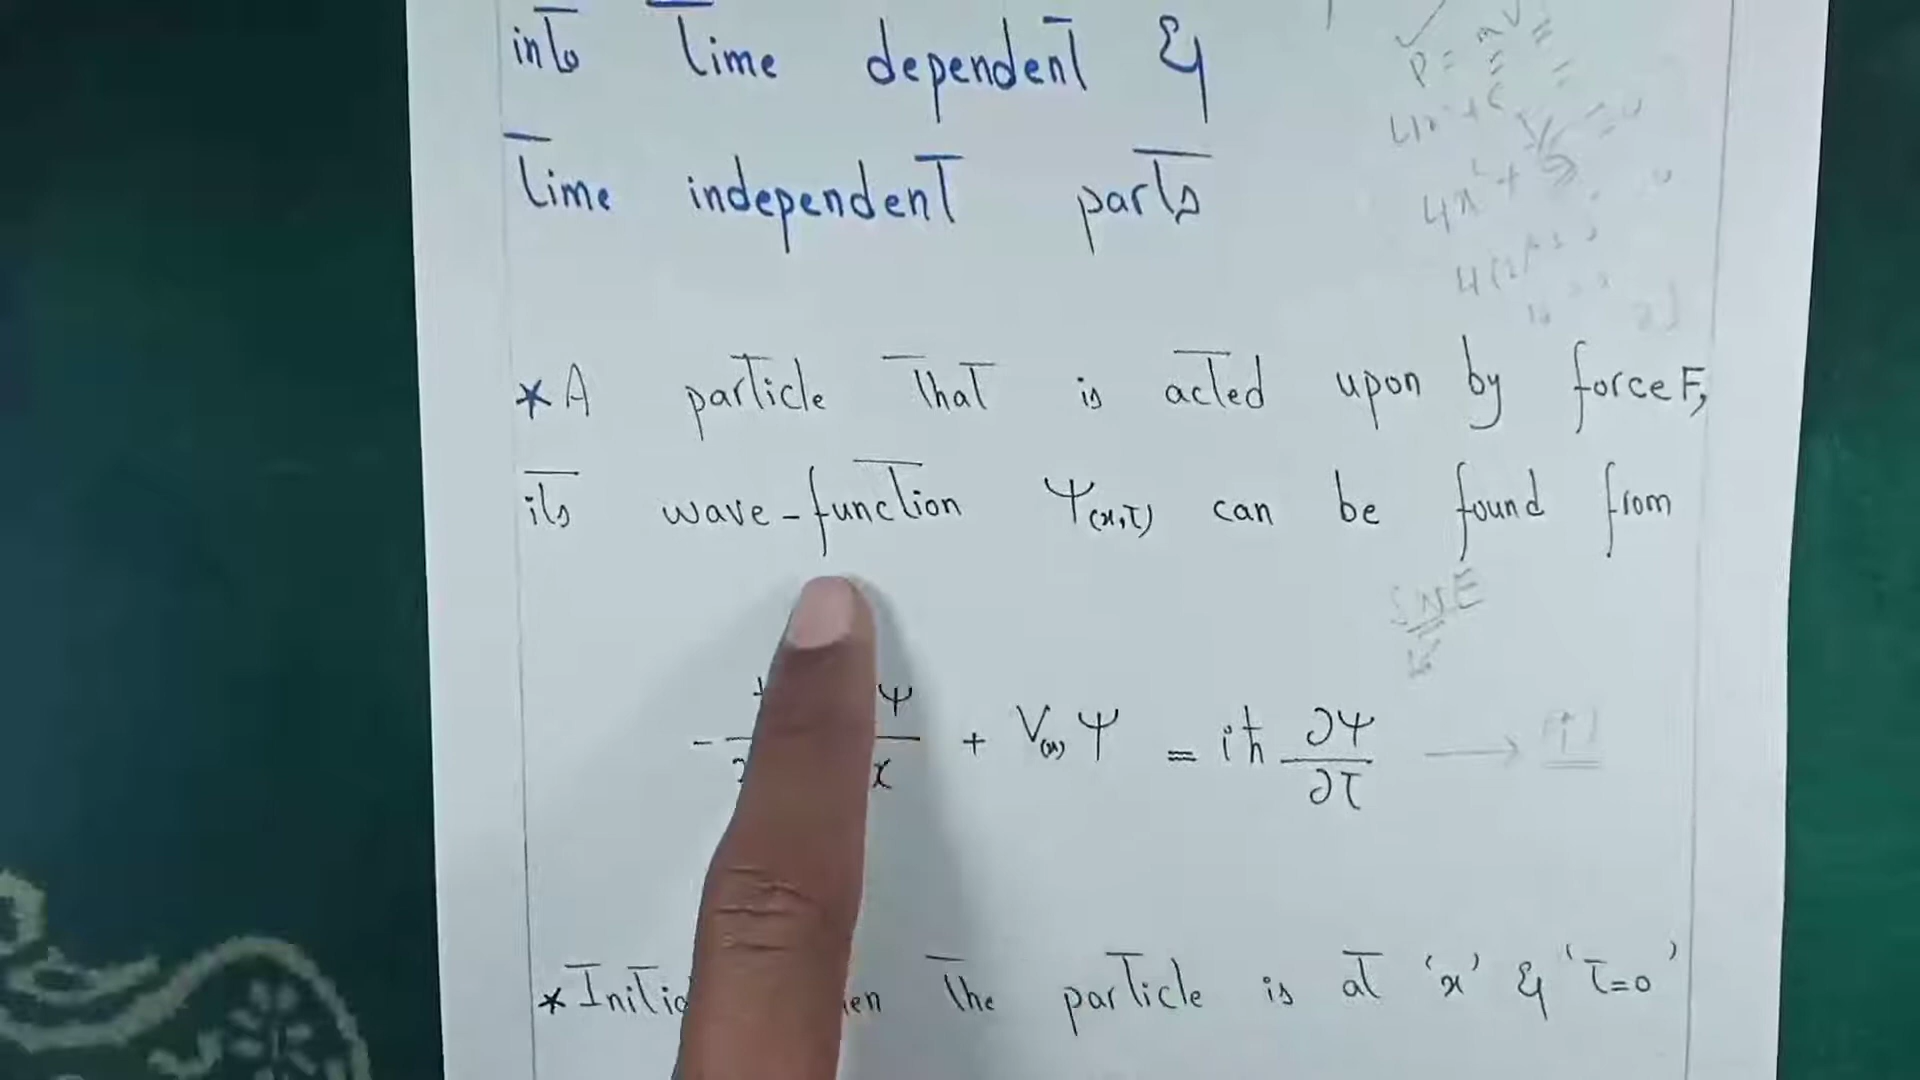 into time dependent &
time independent parts
*A particle that is acted upon by force F,
its wave-function Ψ(x,t) can be found from
SWE
+ V(x) Ψ = iħ ∂Ψ/∂t →
* the particle is at 'x' & 't=0'